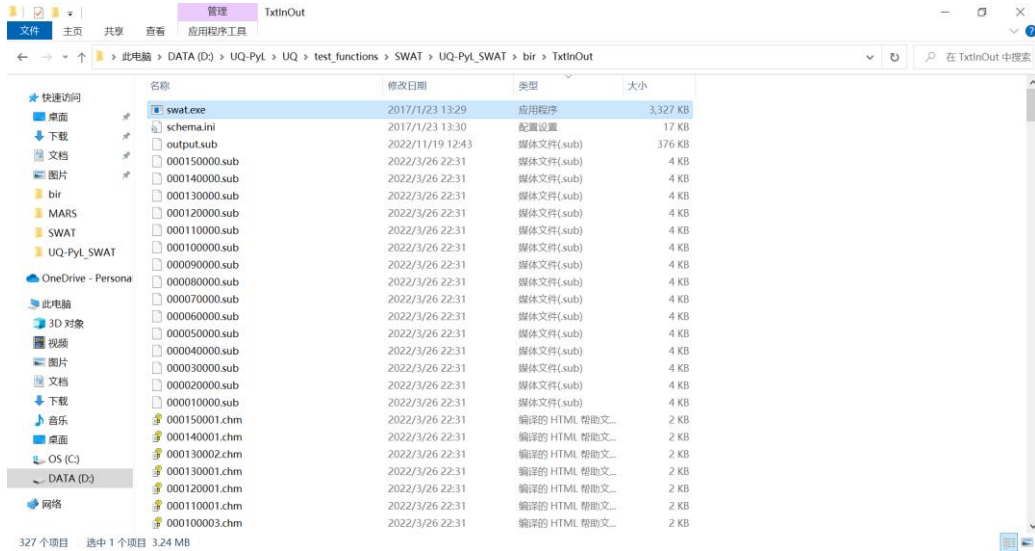 管理 TxtInOut
文件 主页 共享 查看 应用程序工具
此电脑 > DATA (D:) > UQ-PyL > UQ > test_functions > SWAT > UQ-PyL_SWAT > bir > TxtInOut
在 TxtInOut 中搜索
名称 修改日期 类型 大小
快速访问
桌面
下载
文档
图片
bir
MARS
SWAT
UQ-PyL_SWAT
OneDrive - Persona
此电脑
3D 对象
视频
图片
文档
下载
音乐
桌面
OS (C:)
DATA (D:)
网络
swat.exe 2017/1/23 13:29 应用程序 3,327 KB
schema.ini 2017/1/23 13:30 配置设置 17 KB
output.sub 2022/11/19 12:43 媒体文件(.sub) 376 KB
000150000.sub 2022/3/26 22:31 媒体文件(.sub) 4 KB
000140000.sub 2022/3/26 22:31 媒体文件(.sub) 4 KB
000130000.sub 2022/3/26 22:31 媒体文件(.sub) 4 KB
000120000.sub 2022/3/26 22:31 媒体文件(.sub) 4 KB
000110000.sub 2022/3/26 22:31 媒体文件(.sub) 4 KB
000100000.sub 2022/3/26 22:31 媒体文件(.sub) 4 KB
000090000.sub 2022/3/26 22:31 媒体文件(.sub) 4 KB
000080000.sub 2022/3/26 22:31 媒体文件(.sub) 4 KB
000070000.sub 2022/3/26 22:31 媒体文件(.sub) 4 KB
000060000.sub 2022/3/26 22:31 媒体文件(.sub) 4 KB
000050000.sub 2022/3/26 22:31 媒体文件(.sub) 4 KB
000040000.sub 2022/3/26 22:31 媒体文件(.sub) 4 KB
000030000.sub 2022/3/26 22:31 媒体文件(.sub) 4 KB
000020000.sub 2022/3/26 22:31 媒体文件(.sub) 4 KB
000010000.sub 2022/3/26 22:31 媒体文件(.sub) 4 KB
000150001.chm 2022/3/26 22:31 编译的 HTML 帮助文... 2 KB
000140001.chm 2022/3/26 22:31 编译的 HTML 帮助文... 2 KB
000130002.chm 2022/3/26 22:31 编译的 HTML 帮助文... 2 KB
000130001.chm 2022/3/26 22:31 编译的 HTML 帮助文... 2 KB
000120001.chm 2022/3/26 22:31 编译的 HTML 帮助文... 2 KB
000110001.chm 2022/3/26 22:31 编译的 HTML 帮助文... 2 KB
000100003.chm 2022/3/26 22:31 编译的 HTML 帮助文... 2 KB
327 个项目 选中 1 个项目 3.24 MB